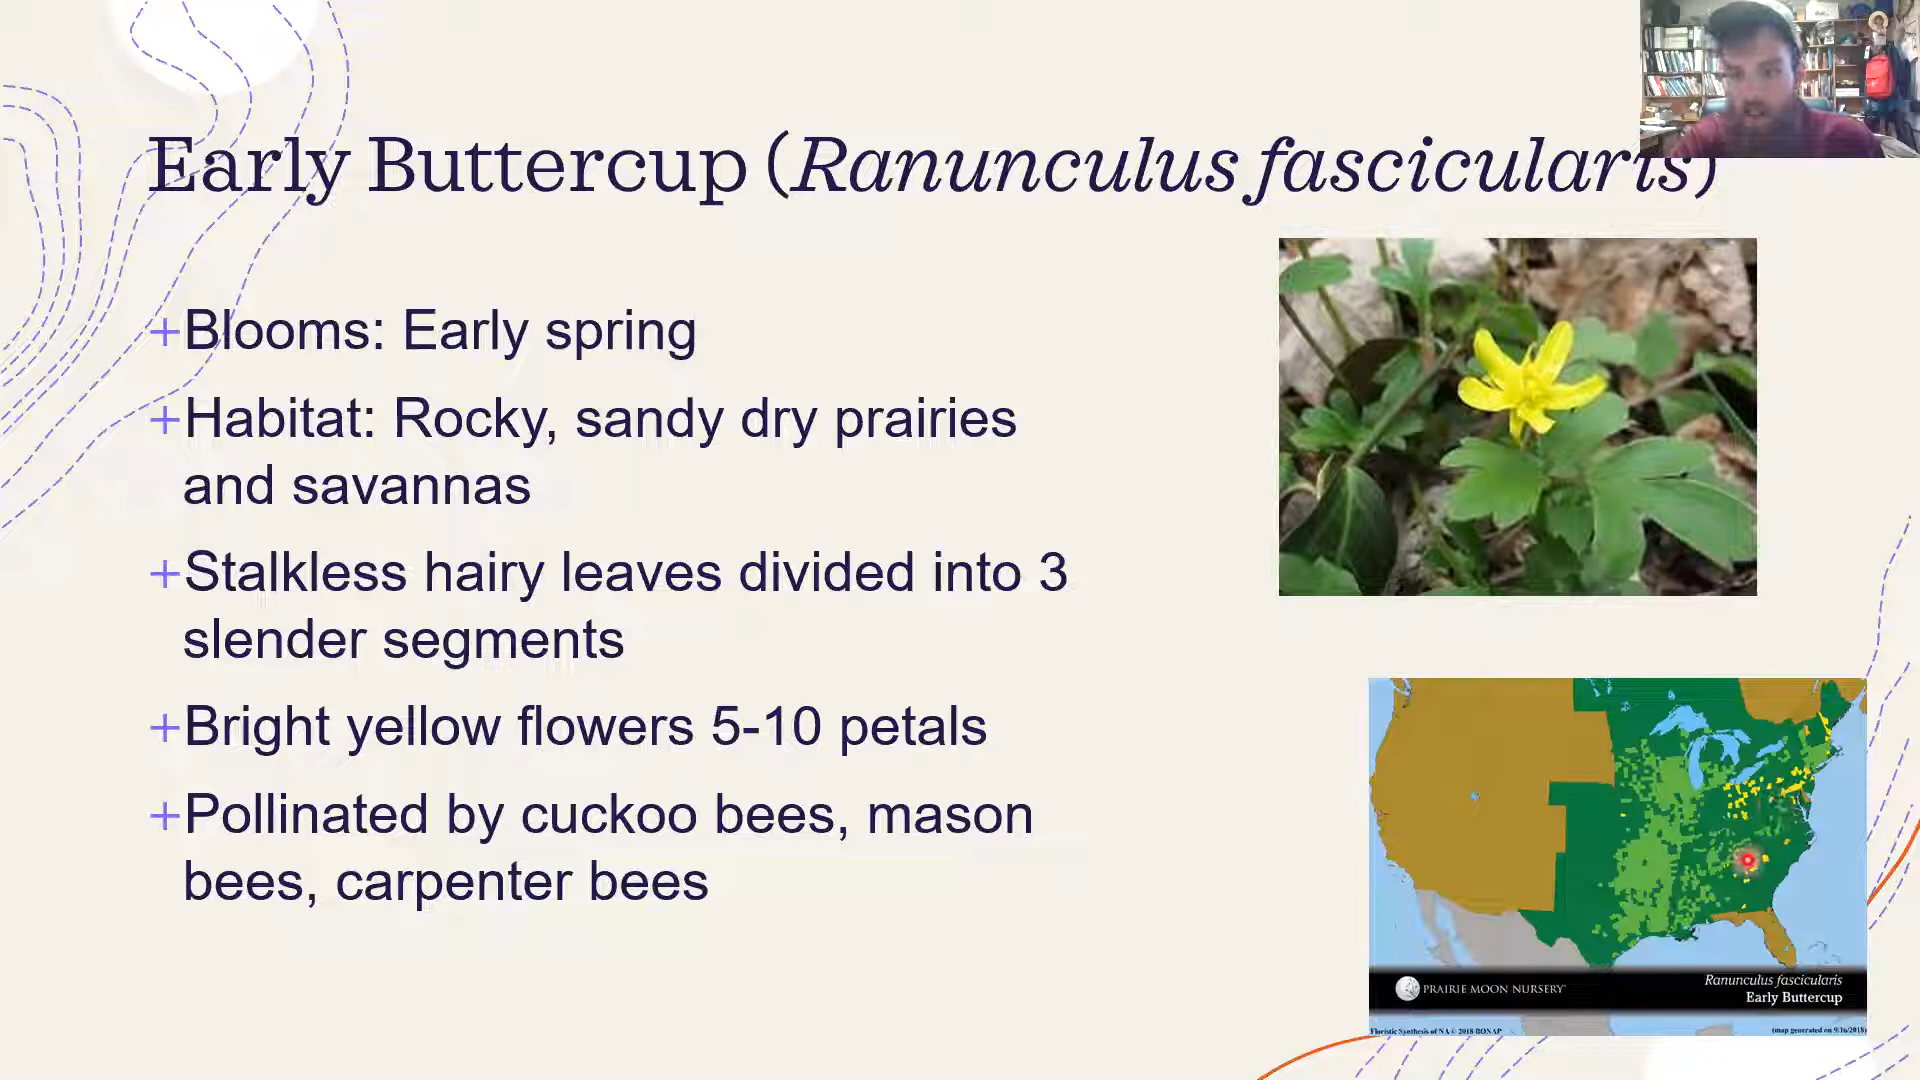 Early Buttercup (Ranunculus fascicularis)
+Blooms: Early spring
+Habitat: Rocky, sandy dry prairies
and savannas
+Stalkless hairy leaves divided into 3
slender segments
+Bright yellow flowers 5-10 petals
+Pollinated by cuckoo bees, mason
bees, carpenter bees
PRAIRIE MOON NURSERY
Ranunculus fascicularis
Early Buttercup
Floristic Synthesis of NA © 2018 BONAP
(map generated on 9/16/2018)